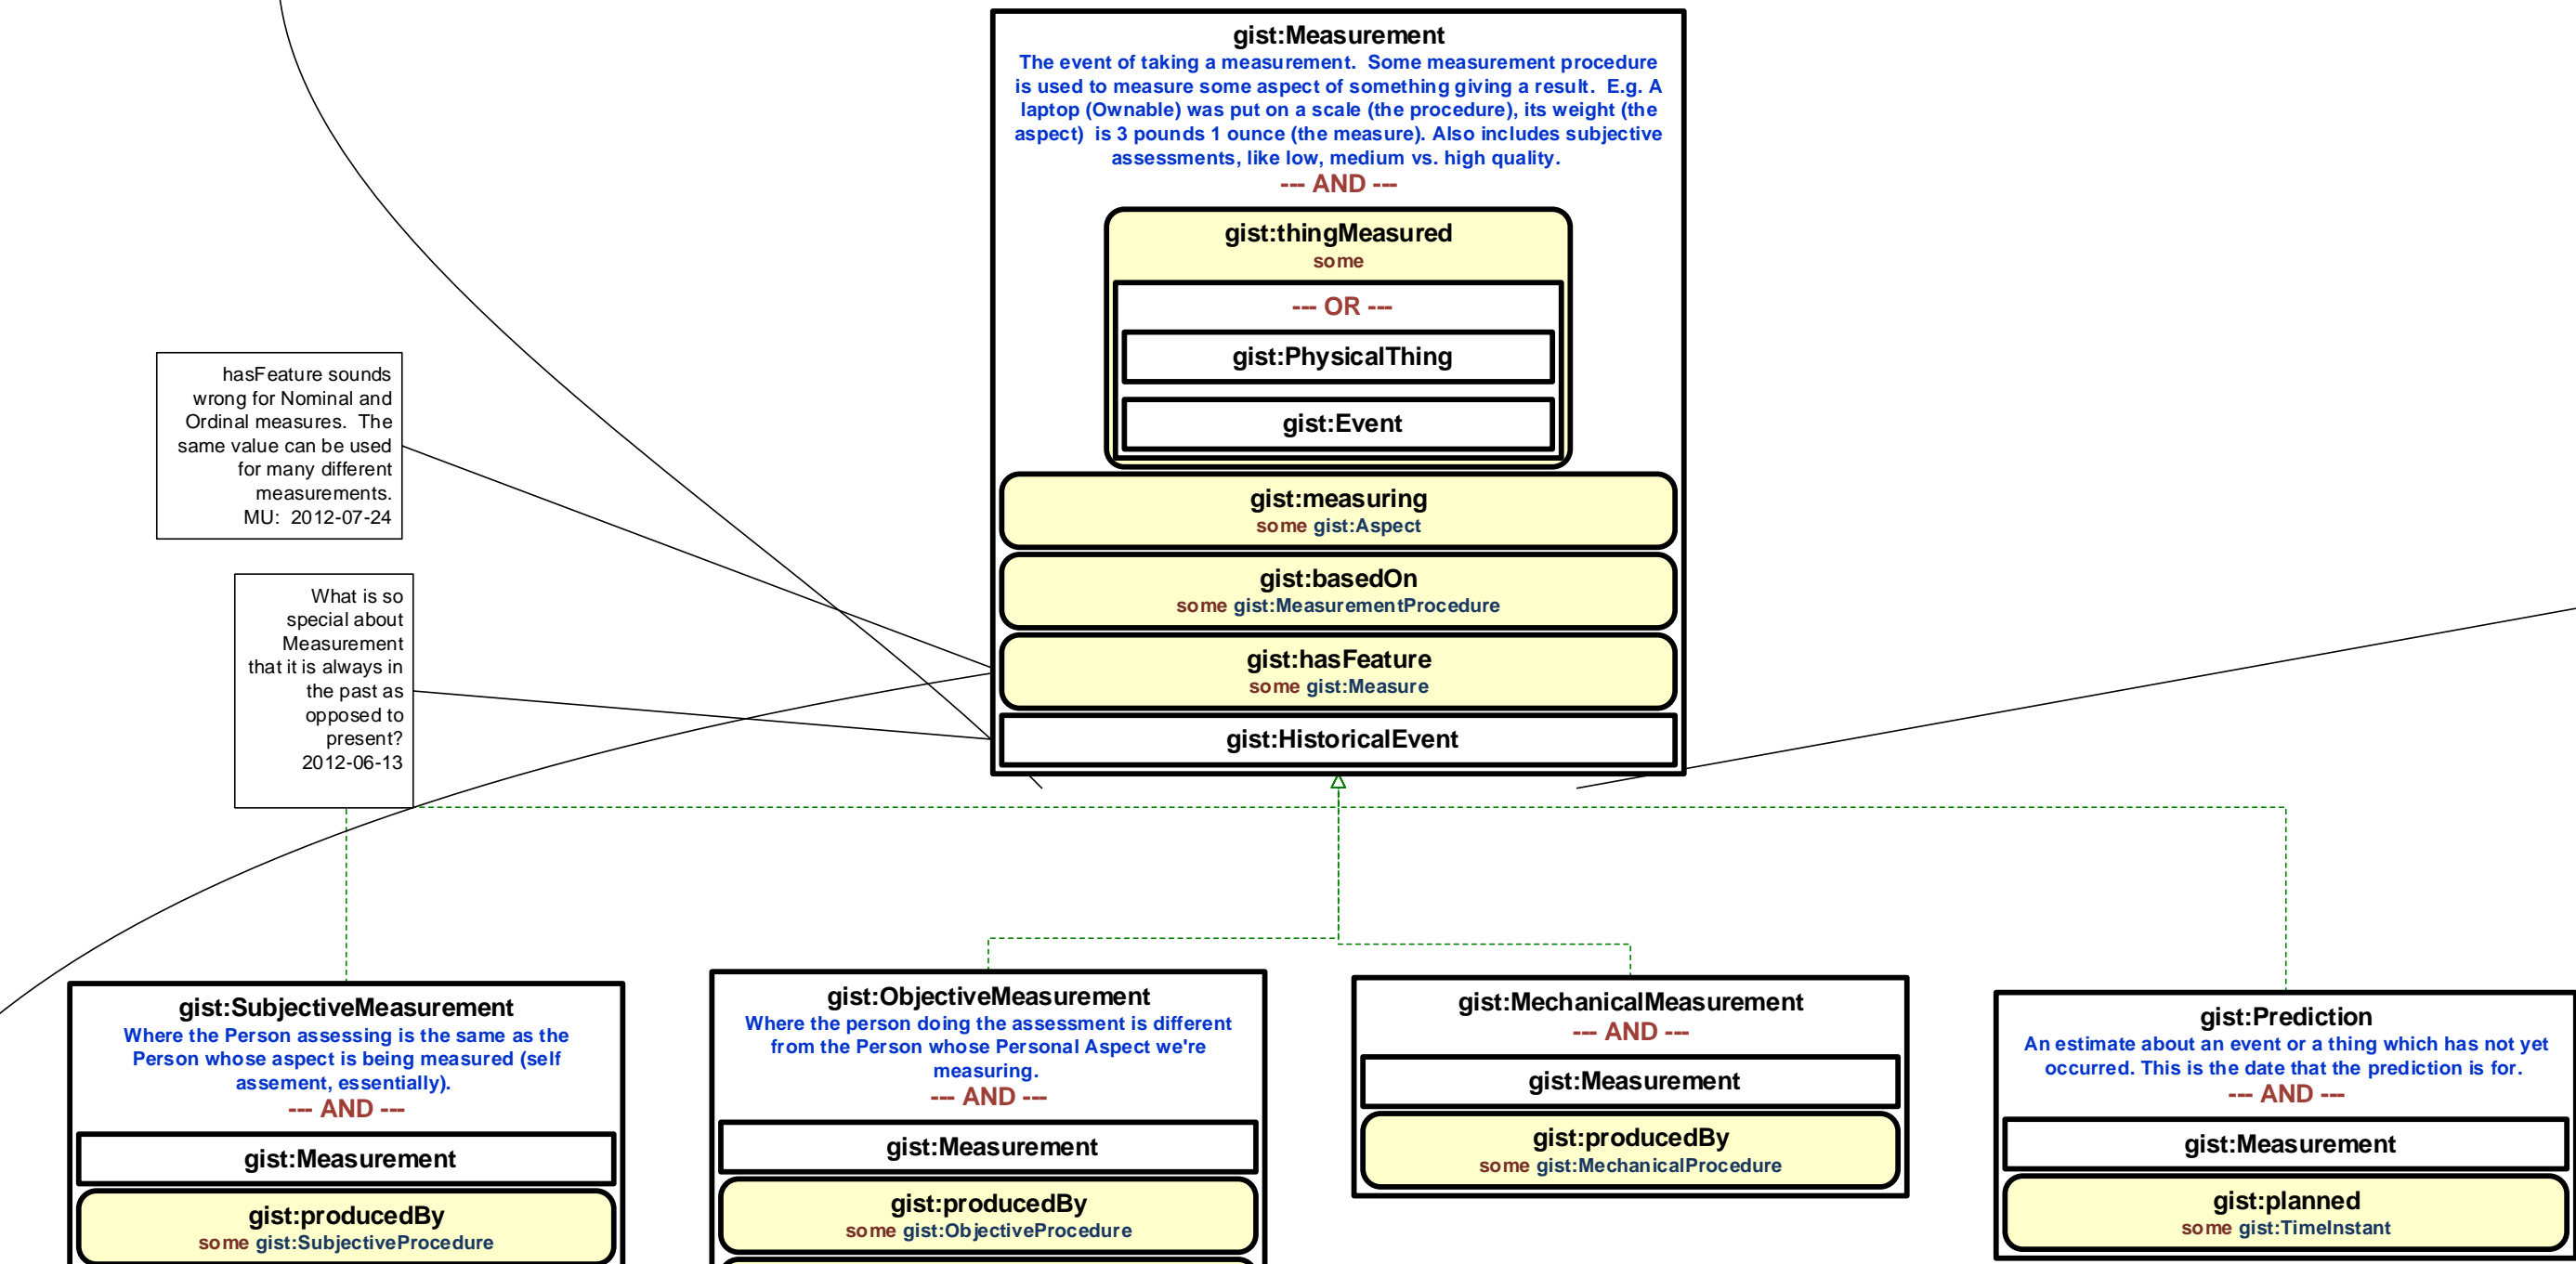 gist:Measurement
The event of taking a measurement.  Some measurement procedure
is used to measure some aspect of something giving a result.  E.g. A
laptop (Ownable) was put on a scale (the procedure), its weight (the
aspect)  is 3 pounds 1 ounce (the measure). Also includes subjective
assessments, like low, medium vs. high quality.
--- AND ---
gist:thingMeasured
some
--- OR ---
gist:PhysicalThing
gist:Event
gist:measuring
some gist:Aspect
gist:basedOn
some gist:MeasurementProcedure
gist:hasFeature
some gist:Measure
gist:HistoricalEvent
hasFeature sounds
wrong for Nominal and
Ordinal measures.  The
same value can be used
for many different
measurements.
MU:  2012-07-24
What is so
special about
Measurement
that it is always in
the past as
opposed to
present?
2012-06-13
gist:SubjectiveMeasurement
Where the Person assessing is the same as the
Person whose aspect is being measured (self
assement, essentially).
--- AND ---
gist:Measurement
gist:producedBy
some gist:SubjectiveProcedure
gist:ObjectiveMeasurement
Where the person doing the assessment is different
from the Person whose Personal Aspect we're
measuring.
--- AND ---
gist:Measurement
gist:producedBy
some gist:ObjectiveProcedure
gist:MechanicalMeasurement
--- AND ---
gist:Measurement
gist:producedBy
some gist:MechanicalProcedure
gist:Prediction
An estimate about an event or a thing which has not yet
occurred. This is the date that the prediction is for.
--- AND ---
gist:Measurement
gist:planned
some gist:TimeInstant